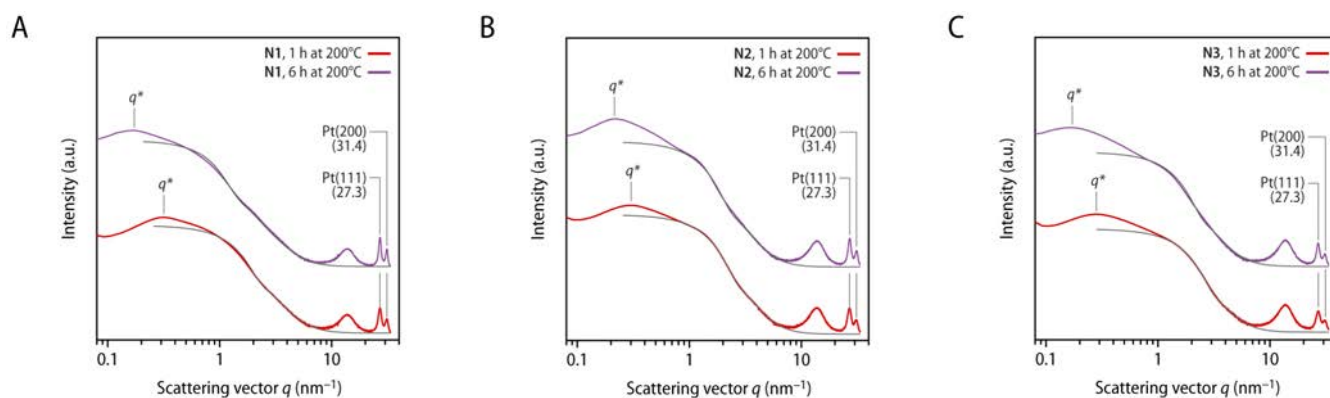 A
N1, 1 h at 200°C
N1, 6 h at 200°C
q*
Pt(200)
(31.4)
Pt(111)
(27.3)
q*
Intensity (a.u.)
0.1 1 10
Scattering vector q (nm⁻¹)
B
N2, 1 h at 200°C
N2, 6 h at 200°C
q*
Pt(200)
(31.4)
Pt(111)
(27.3)
q*
Intensity (a.u.)
0.1 1 10
Scattering vector q (nm⁻¹)
C
N3, 1 h at 200°C
N3, 6 h at 200°C
q*
Pt(200)
(31.4)
Pt(111)
(27.3)
q*
Intensity (a.u.)
0.1 1 10
Scattering vector q (nm⁻¹)